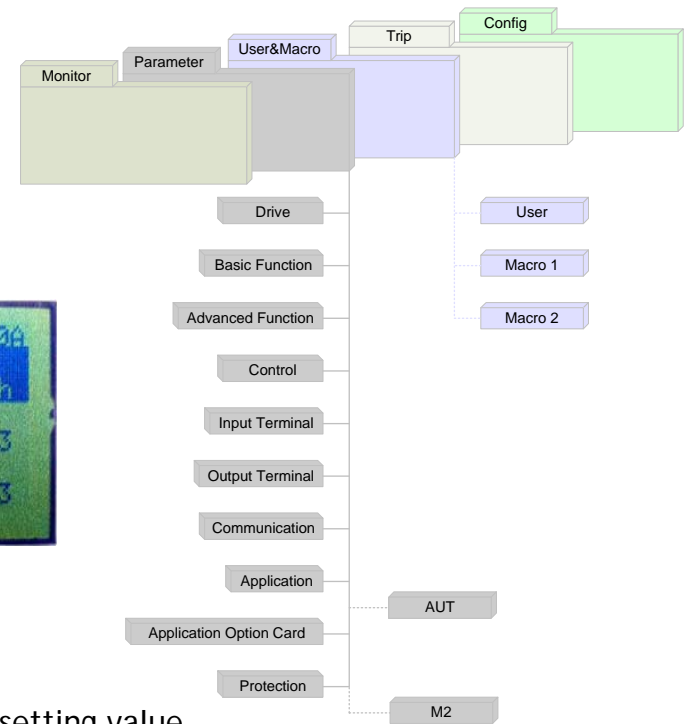 Config
Trip
User&Macro
Parameter
Monitor
Drive
User
Basic Function
Macro 1
Advanced Function
Macro 2
Control
Input Terminal
Output Terminal
Communication
Application
AUT
Application Option Card
Protection
M2
setting value